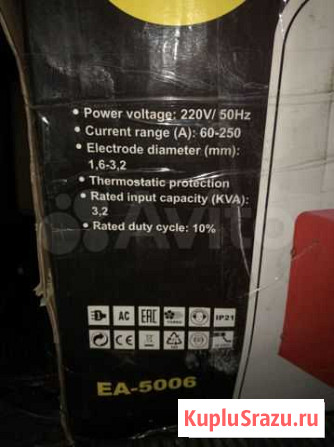 • Power voltage: 220V/ 50Hz
• Current range (A): 60-250
• Electrode diameter (mm):
1,6-3,2
• Thermostatic protection
• Rated input capacity (KVA):
3,2
• Rated duty cycle: 10%
Avito
AC
EAC
IP21
CE
EA-5006
KupluSrazu.ru